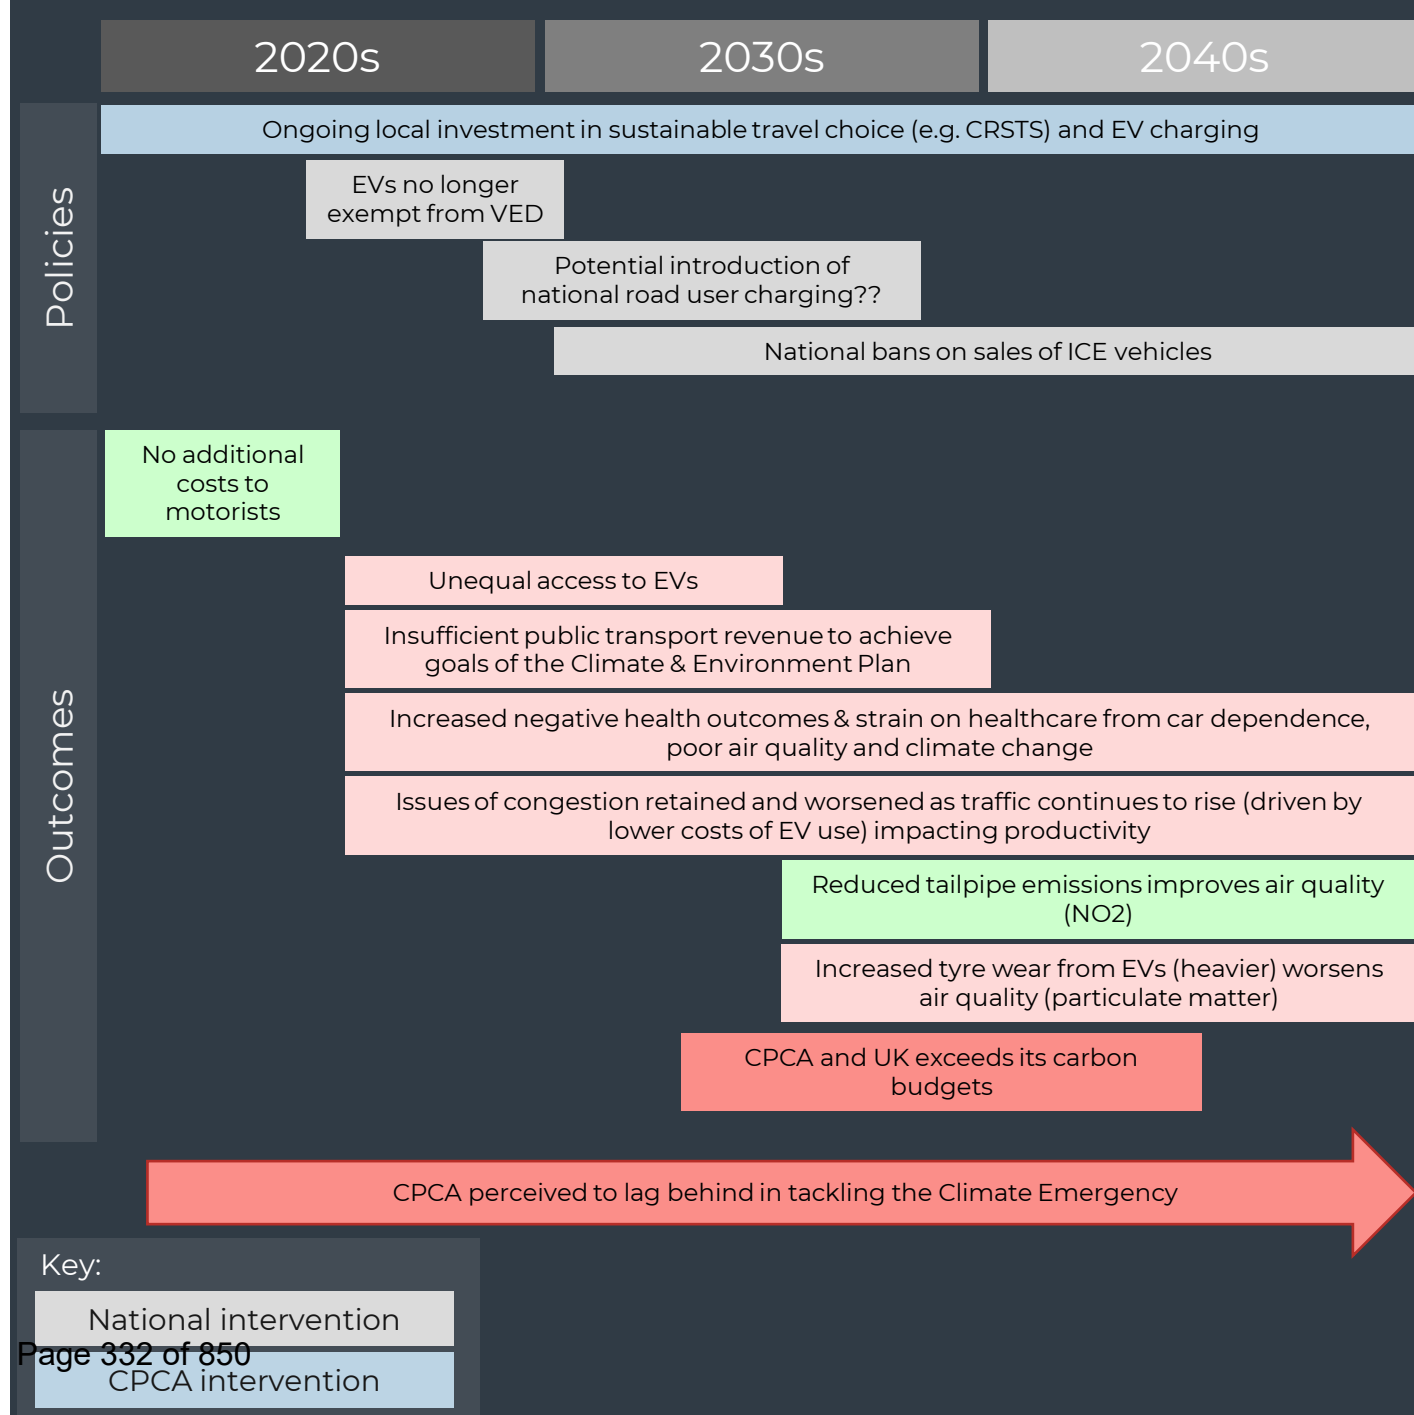 2020s
2030s
2040s
Policies
Ongoing local investment in sustainable travel choice (e.g. CRSTS) and EV charging
EVs no longer
exempt from VED
Potential introduction of
national road user charging??
National bans on sales of ICE vehicles
Outcomes
No additional
costs to
motorists
Unequal access to EVs
Insufficient public transport revenue to achieve
goals of the Climate & Environment Plan
Increased negative health outcomes & strain on healthcare from car dependence,
poor air quality and climate change
Issues of congestion retained and worsened as traffic continues to rise (driven by
lower costs of EV use) impacting productivity
Reduced tailpipe emissions improves air quality
(NO2)
Increased tyre wear from EVs (heavier) worsens
air quality (particulate matter)
CPCA and UK exceeds its carbon
budgets
CPCA perceived to lag behind in tackling the Climate Emergency
Key:
National intervention
Page 332 of 850
CPCA intervention